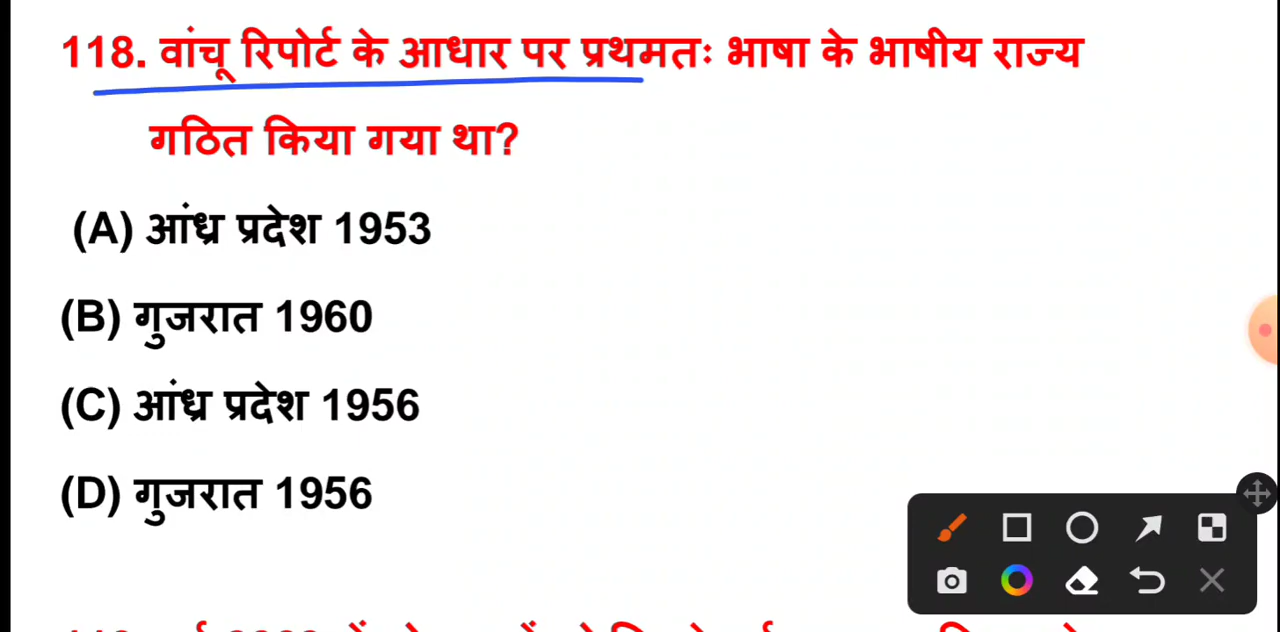 118. वांचू रिपोर्ट के आधार पर प्रथमतः भाषा के भाषीय राज्य
गठित किया गया था?
(A) आंध्र प्रदेश 1953
(B) गुजरात 1960
(C) आंध्र प्रदेश 1956
(D) गुजरात 1956